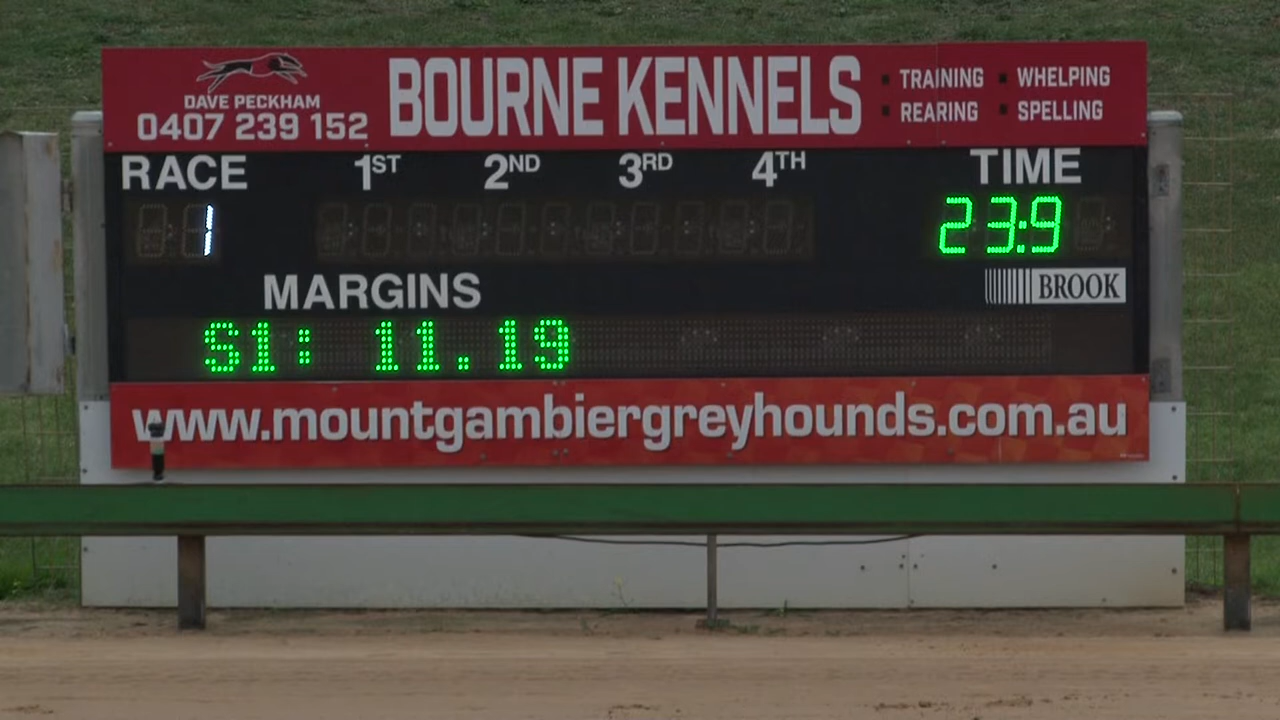 DAVE PECKHAM
0407 239 152
BOURNE KENNELS
TRAINING
WHELPING
REARING
SPELLING
RACE 1ST 2ND 3RD 4TH TIME
1 23:9
MARGINS
BROOK
S1: 11.19
www.mountgambiergreyhounds.com.au